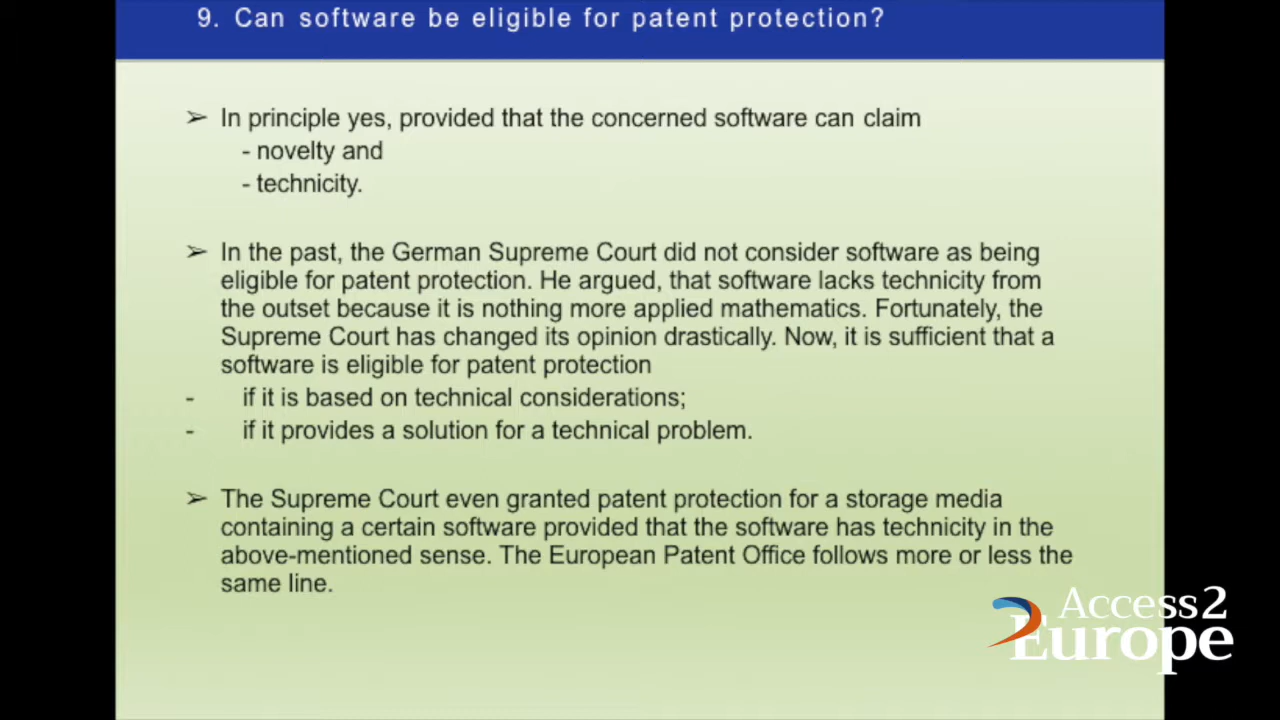 9. Can software be eligible for patent protection?
➢ In principle yes, provided that the concerned software can claim
- novelty and
- technicity.
➢ In the past, the German Supreme Court did not consider software as being
eligible for patent protection. He argued, that software lacks technicity from
the outset because it is nothing more applied mathematics. Fortunately, the
Supreme Court has changed its opinion drastically. Now, it is sufficient that a
software is eligible for patent protection
- if it is based on technical considerations;
- if it provides a solution for a technical problem.
➢ The Supreme Court even granted patent protection for a storage media
containing a certain software provided that the software has technicity in the
above-mentioned sense. The European Patent Office follows more or less the
same line.
Access2
Europe